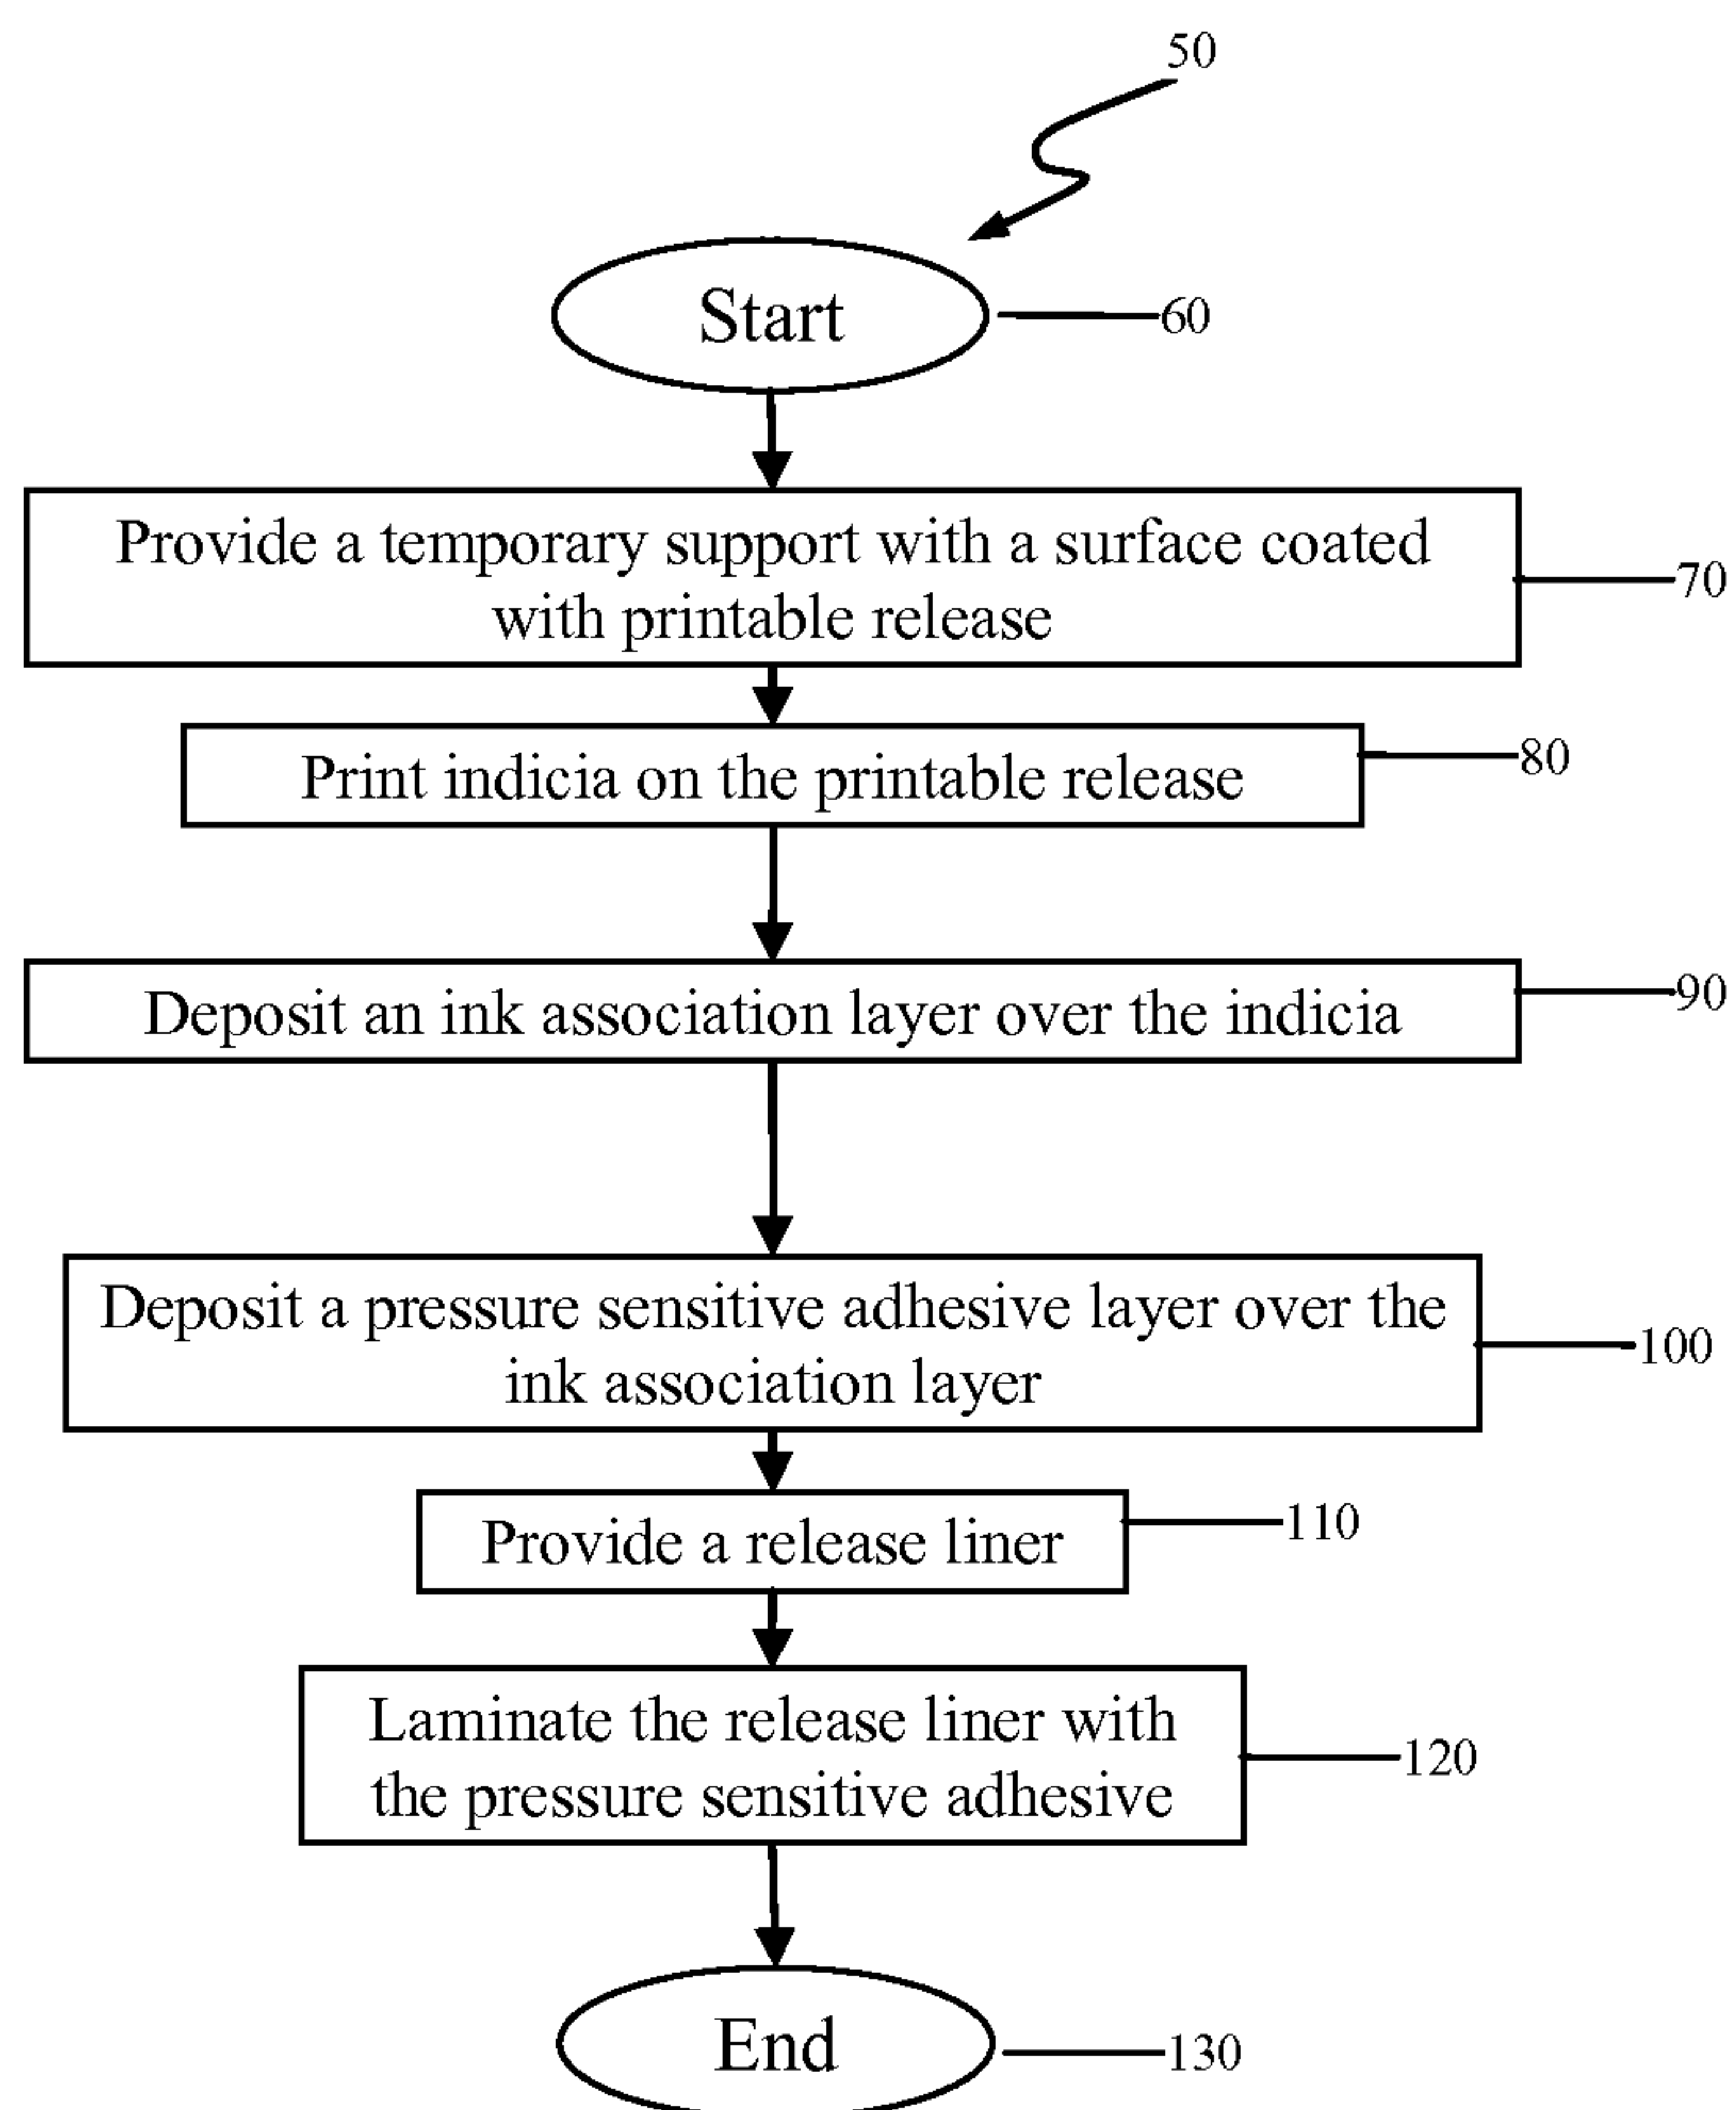 50
Start
60
Provide a temporary support with a surface coated
with printable release
70
Print indicia on the printable release
80
Deposit an ink association layer over the indicia
90
Deposit a pressure sensitive adhesive layer over the
ink association layer
100
Provide a release liner
110
Laminate the release liner with
the pressure sensitive adhesive
120
End
130